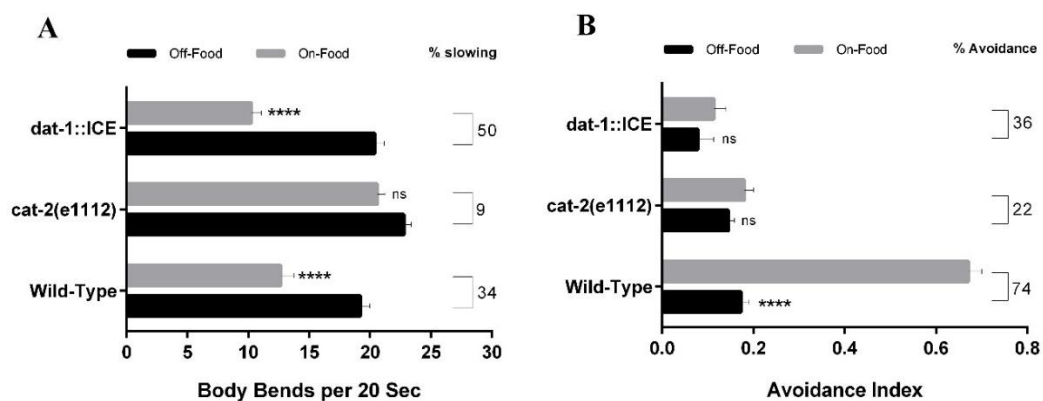 A
Off-Food On-Food % slowing
dat-1::ICE **** 50
cat-2(e1112) ns 9
Wild-Type **** 34
0 5 10 15 20 25 30
Body Bends per 20 Sec
B
Off-Food On-Food % Avoidance
dat-1::ICE ns 36
cat-2(e1112) ns 22
Wild-Type **** 74
0.0 0.2 0.4 0.6 0.8
Avoidance Index